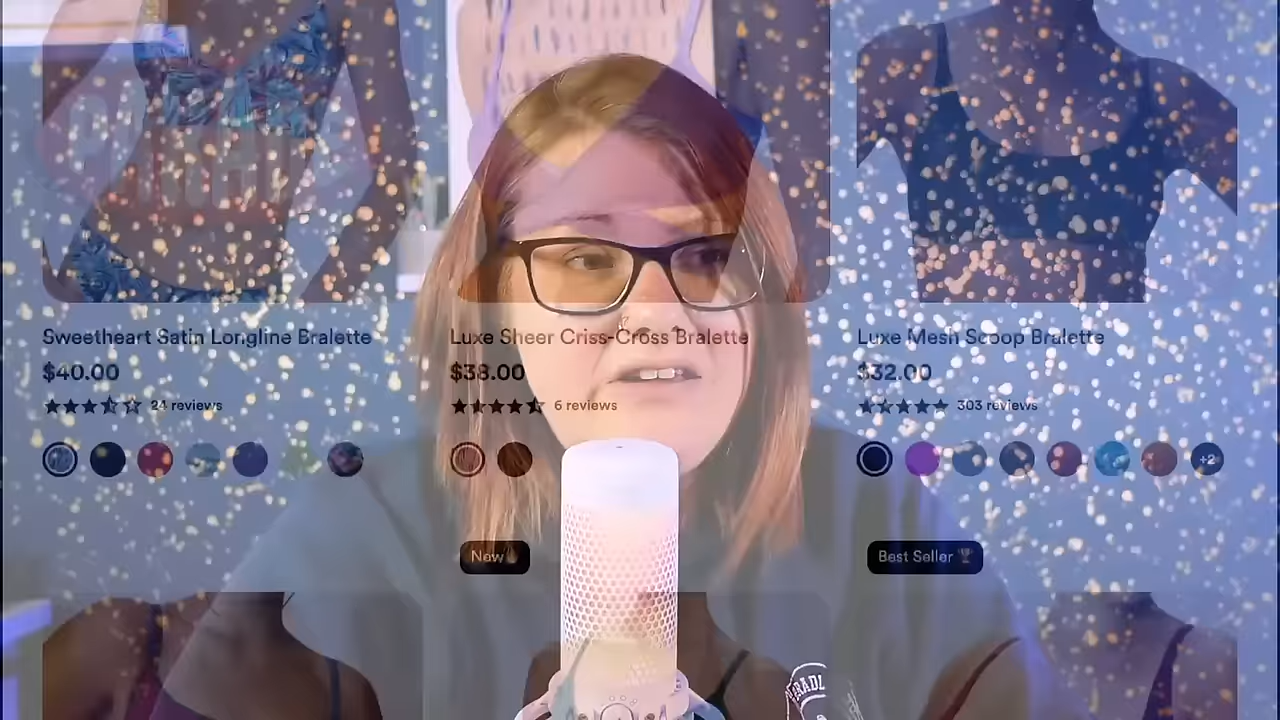 Sweetheart Satin Longline Bralette
$40.00
24 reviews
Luxe Sheer Criss-Cross Bralette
$38.00
6 reviews
Luxe Mesh Scoop Bralette
$32.00
303 reviews
+2
New
Best Seller